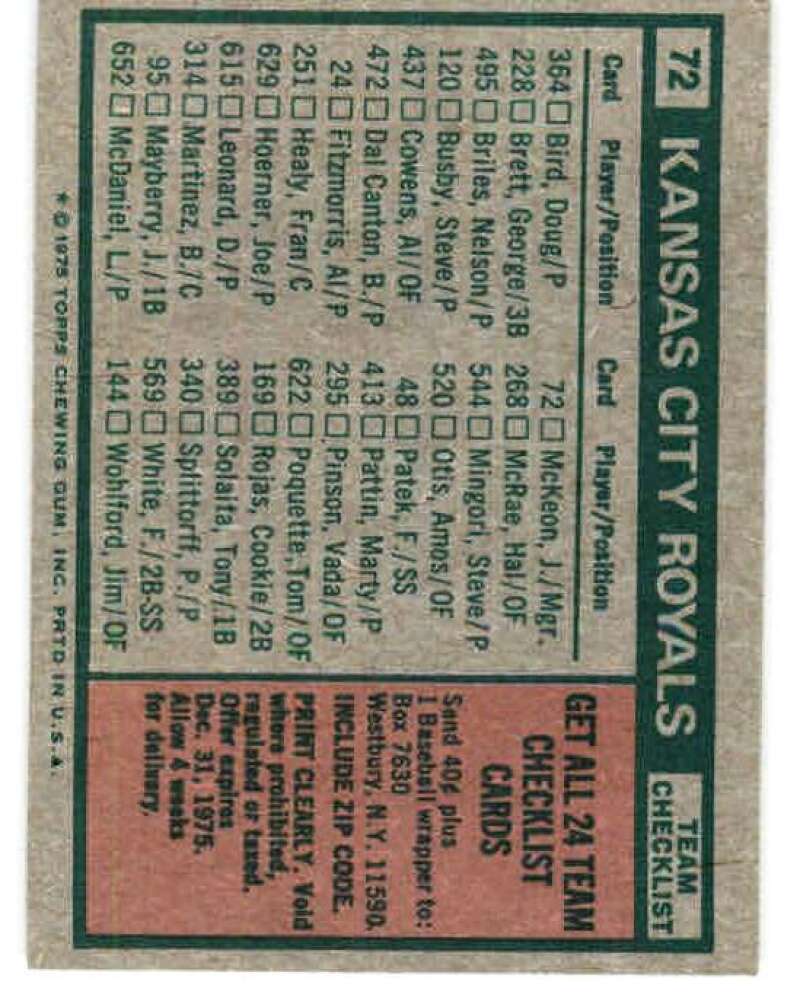 72 KANSAS CITY ROYALS TEAM CHECKLIST
Card Player/Position
364 □ Bird, Doug/P
228 □ Brett, George/3B
495 □ Briles, Nelson/P
120 □ Busby, Steve/P
437 □ Cowens, Al/OF
472 □ Dal Canton, B./P
24 □ Fitzmorris, Al/P
251 □ Healy, Fran/C
629 □ Hoerner, Joe/P
615 □ Leonard, D./P
314 □ Martinez, B./C
95 □ Mayberry, J./1B
652 □ McDaniel, L./P
Card Player/Position
72 □ McKeon, J./Mgr.
268 □ McRae, Hal/OF
544 □ Mingori, Steve/P
520 □ Otis, Amos/OF
48 □ Patek, F./SS
413 □ Pattin, Marty/P
295 □ Pinson, Vada/OF
622 □ Poquette, Tom/OF
169 □ Rojas, Cookie/2B
389 □ Solaita, Tony/1B
340 □ Splittorff, P./P
569 □ White, F./2B-SS
144 □ Wohlford, Jim/OF
GET ALL 24 TEAM
CHECKLIST
CARDS
Send 40¢ plus
1 Baseball wrapper to:
Box 7630
Westbury, N.Y. 11590.
INCLUDE ZIP CODE.
PRINT CLEARLY. Void
where prohibited,
regulated or taxed.
Offer expires
Dec. 31, 1975.
Allow 4 weeks
for delivery.
* © 1975 TOPPS CHEWING GUM, INC. PRTD IN U.S.A.